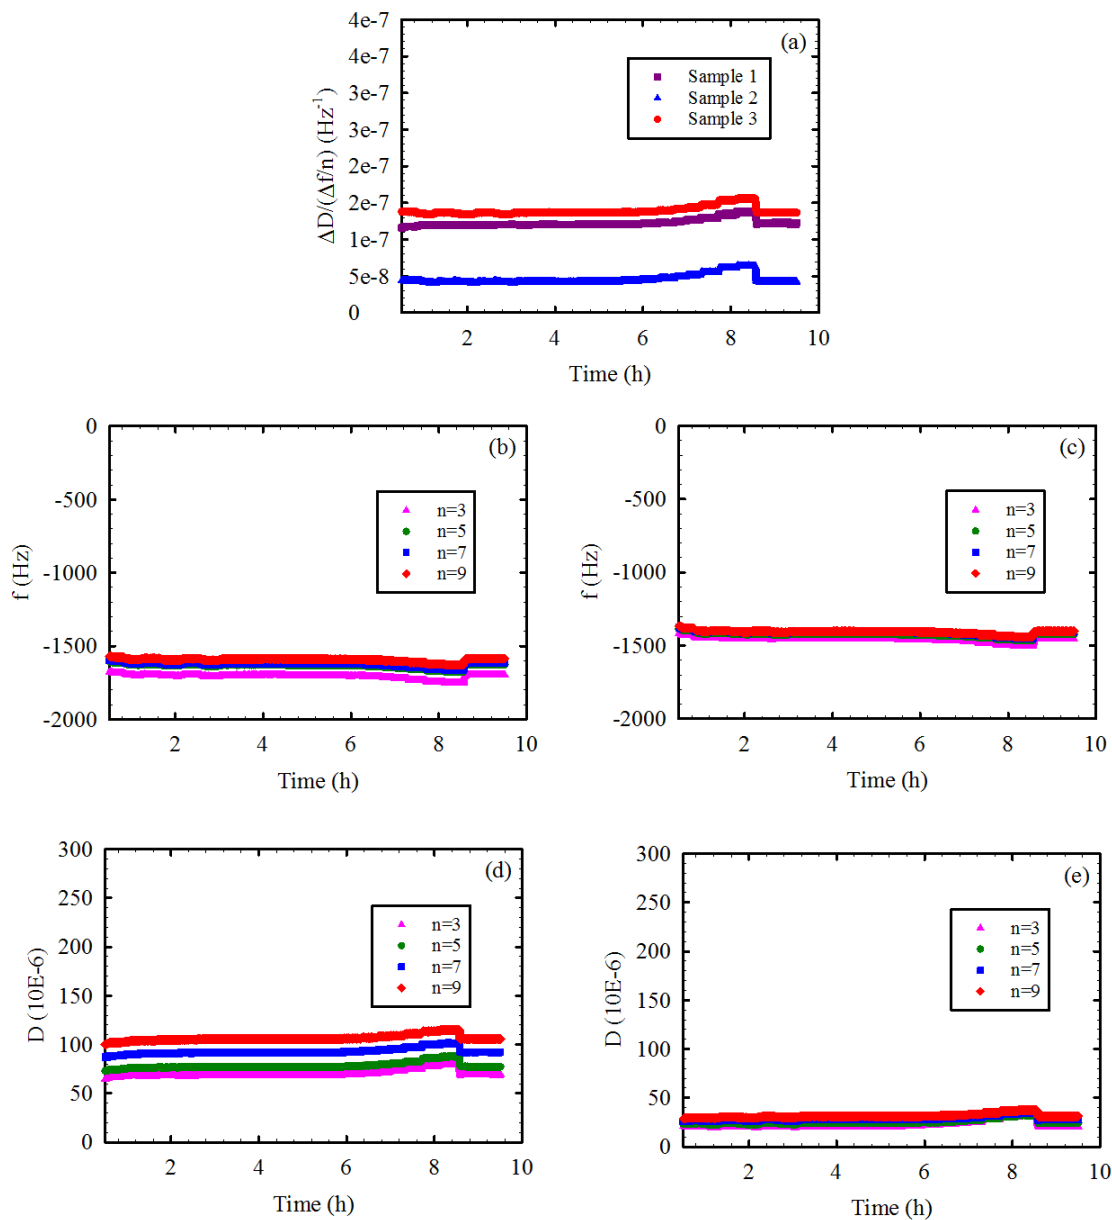 4e-7
(a)
4e-7
Sample 1
3e-7
Sample 2
Sample 3
3e-7
2e-7
2e-7
1e-7
5e-8
0
ΔD/(Δf/n) (Hz⁻¹)
2 4 6 8 10
Time (h)
0
(b)
-500
n=3
n=5
n=7
n=9
-1000
-1500
-2000
f (Hz)
2 4 6 8 10
Time (h)
0
(c)
-500
n=3
n=5
n=7
n=9
-1000
-1500
-2000
f (Hz)
2 4 6 8 10
Time (h)
300
(d)
250
n=3
n=5
n=7
n=9
200
150
100
50
0
D (10E-6)
2 4 6 8 10
Time (h)
300
(e)
250
n=3
n=5
n=7
n=9
200
150
100
50
0
D (10E-6)
2 4 6 8 10
Time (h)